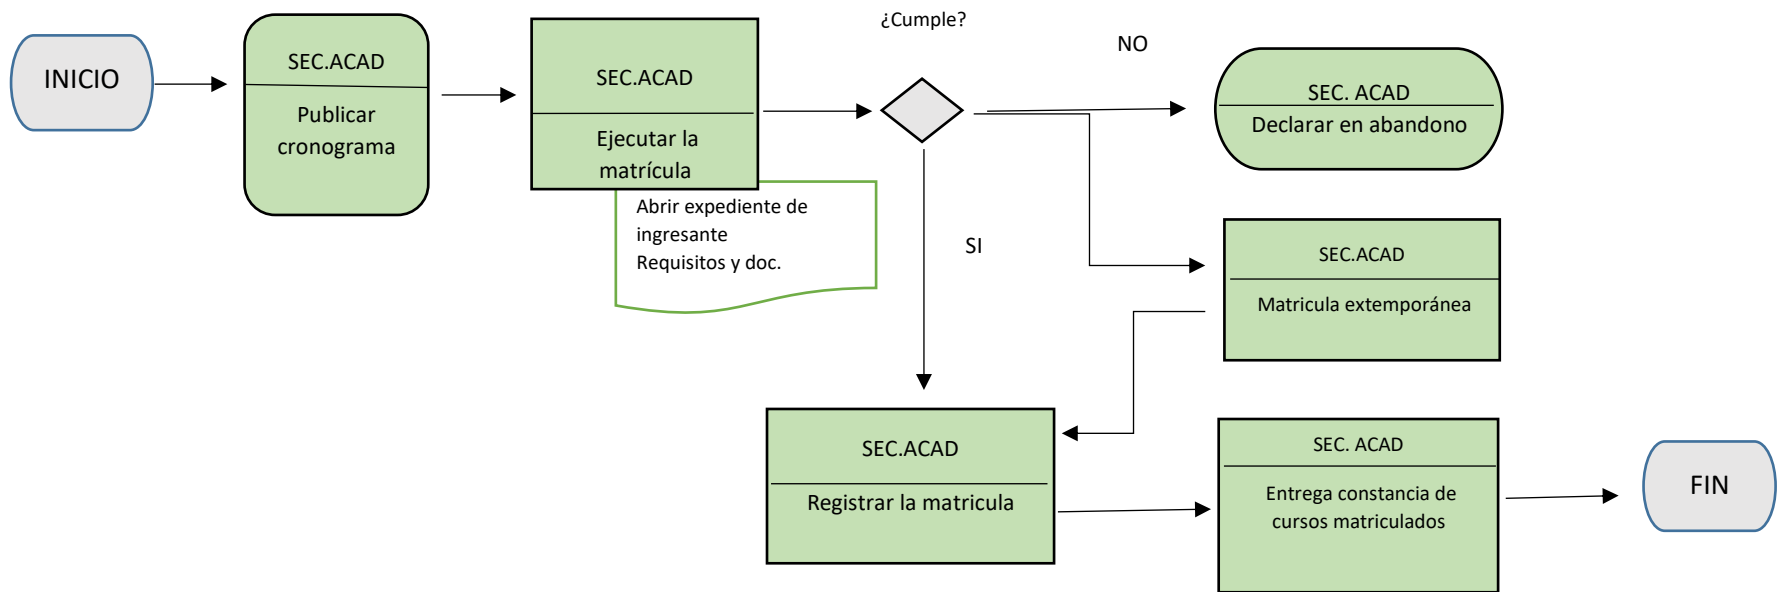 INICIO
SEC.ACAD
Publicar
cronograma
SEC.ACAD
Ejecutar la
matrícula
Abrir expediente de
ingresante
Requisitos y doc.
¿Cumple?
NO
SEC. ACAD
Declarar en abandono
SI
SEC.ACAD
Matricula extemporánea
SEC.ACAD
Registrar la matricula
SEC. ACAD
Entrega constancia de
cursos matriculados
FIN